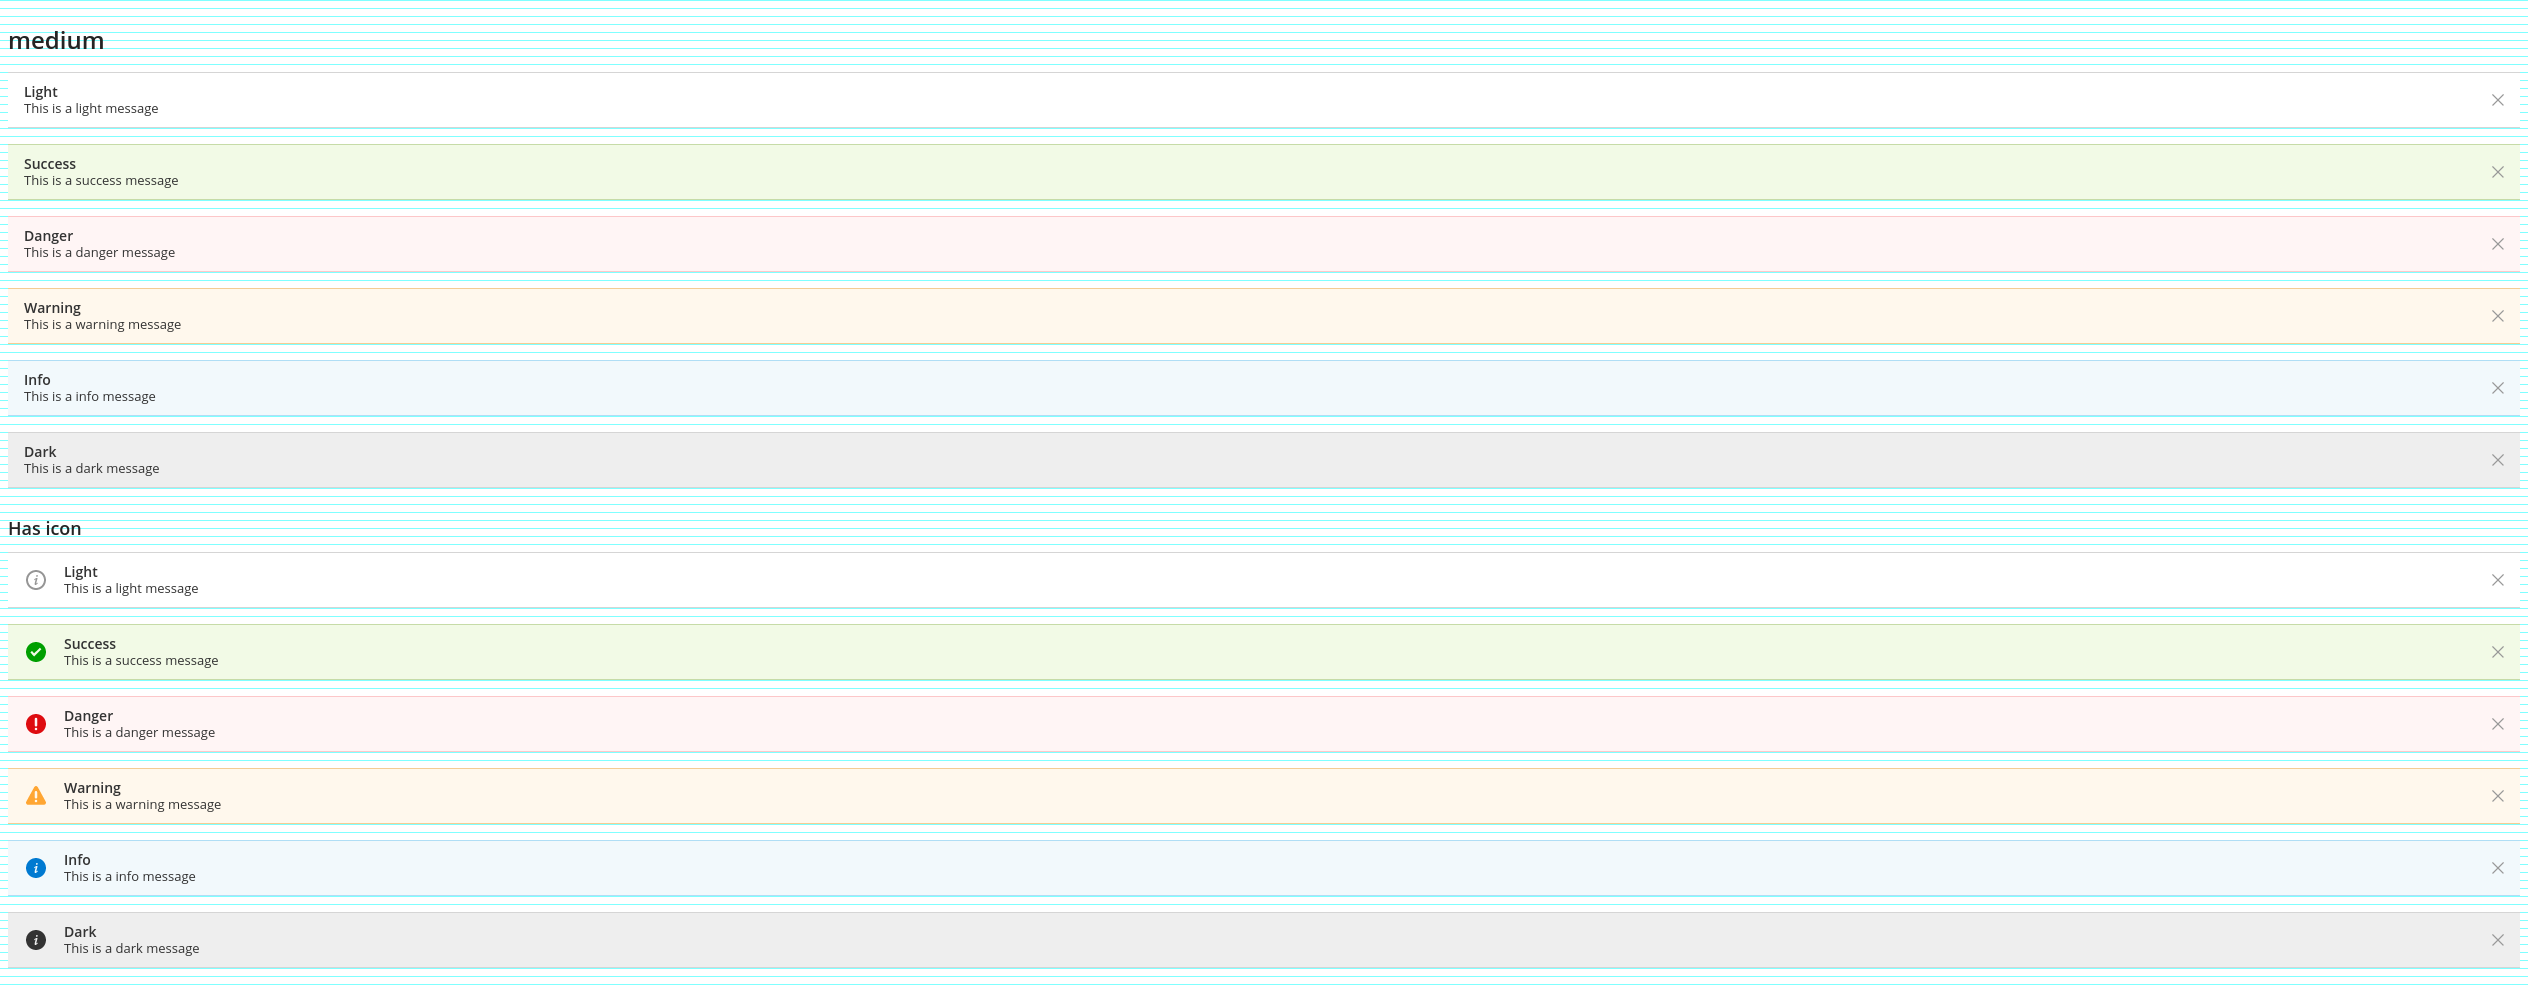 medium
Light
This is a light message
Success
This is a success message
Danger
This is a danger message
Warning
This is a warning message
Info
This is a info message
Dark
This is a dark message
Has icon
Light
This is a light message
Success
This is a success message
Danger
This is a danger message
Warning
This is a warning message
Info
This is a info message
Dark
This is a dark message